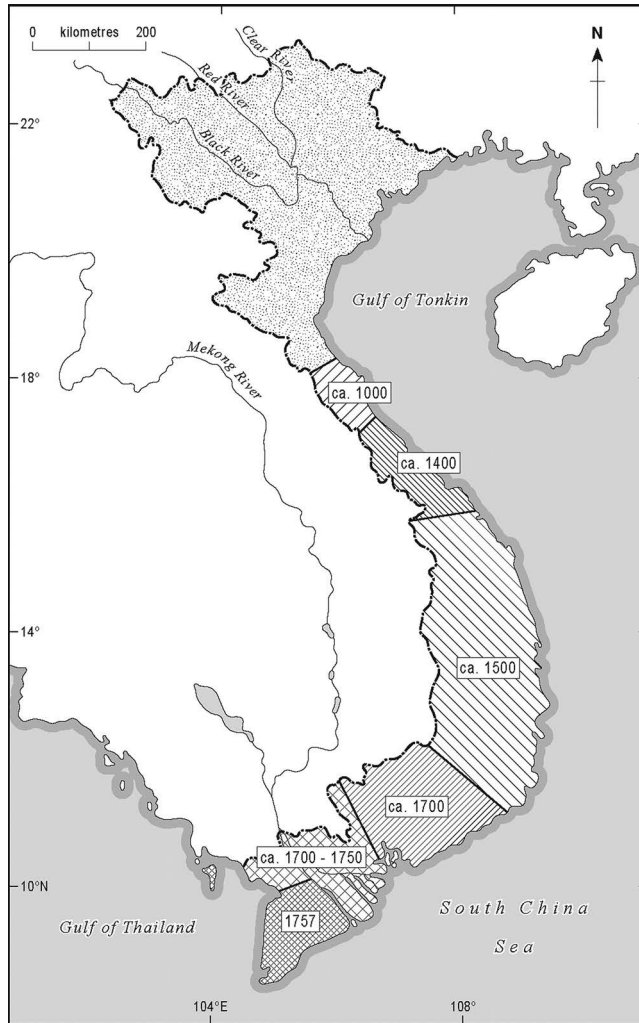 0 kilometres 200
N
Clear River
Red River
Black River
22°
Gulf of Tonkin
Mekong River
18°
ca. 1000
ca. 1400
14°
ca. 1500
ca. 1700
ca. 1700 - 1750
10°N
1757
Gulf of Thailand
South China
Sea
104°E
108°